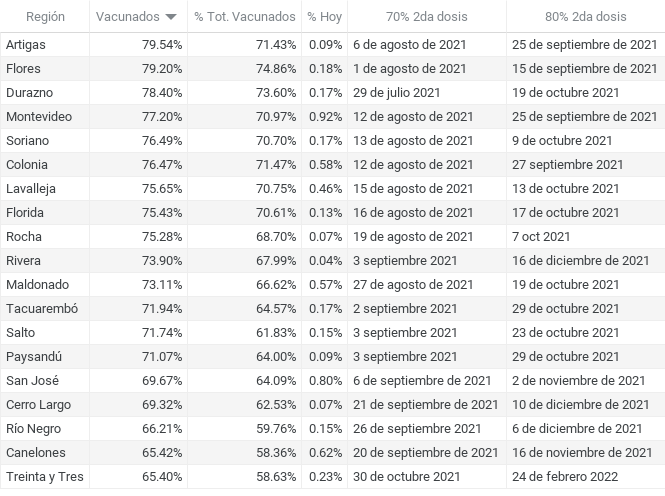 Región Vacunados % Tot. Vacunados % Hoy 70% 2da dosis 80% 2da dosis
Artigas 79.54% 71.43% 0.09% 6 de agosto de 2021 25 de septiembre de 2021
Flores 79.20% 74.86% 0.18% 1 de agosto de 2021 15 de septiembre de 2021
Durazno 78.40% 73.60% 0.17% 29 de julio 2021 19 de octubre 2021
Montevideo 77.20% 70.97% 0.92% 12 de agosto de 2021 25 de septiembre de 2021
Soriano 76.49% 70.70% 0.17% 13 de agosto de 2021 9 de octubre 2021
Colonia 76.47% 71.47% 0.58% 12 de agosto de 2021 27 septiembre 2021
Lavalleja 75.65% 70.75% 0.46% 15 de agosto de 2021 13 de octubre 2021
Florida 75.43% 70.61% 0.13% 16 de agosto de 2021 17 de octubre 2021
Rocha 75.28% 68.70% 0.07% 19 de agosto de 2021 7 oct 2021
Rivera 73.90% 67.99% 0.04% 3 septiembre 2021 16 de diciembre de 2021
Maldonado 73.11% 66.62% 0.57% 27 de agosto de 2021 19 de octubre 2021
Tacuarembó 71.94% 64.57% 0.17% 2 septiembre 2021 29 de octubre 2021
Salto 71.74% 61.83% 0.15% 3 septiembre 2021 23 de octubre 2021
Paysandú 71.07% 64.00% 0.09% 3 septiembre 2021 29 de octubre 2021
San José 69.67% 64.09% 0.80% 6 de septiembre de 2021 2 de noviembre de 2021
Cerro Largo 69.32% 62.53% 0.07% 21 de septiembre de 2021 10 de diciembre de 2021
Río Negro 66.21% 59.76% 0.15% 26 de septiembre 2021 6 de diciembre de 2021
Canelones 65.42% 58.36% 0.62% 20 de septiembre de 2021 16 de noviembre de 2021
Treinta y Tres 65.40% 58.63% 0.23% 30 de octubre 2021 24 de febrero 2022